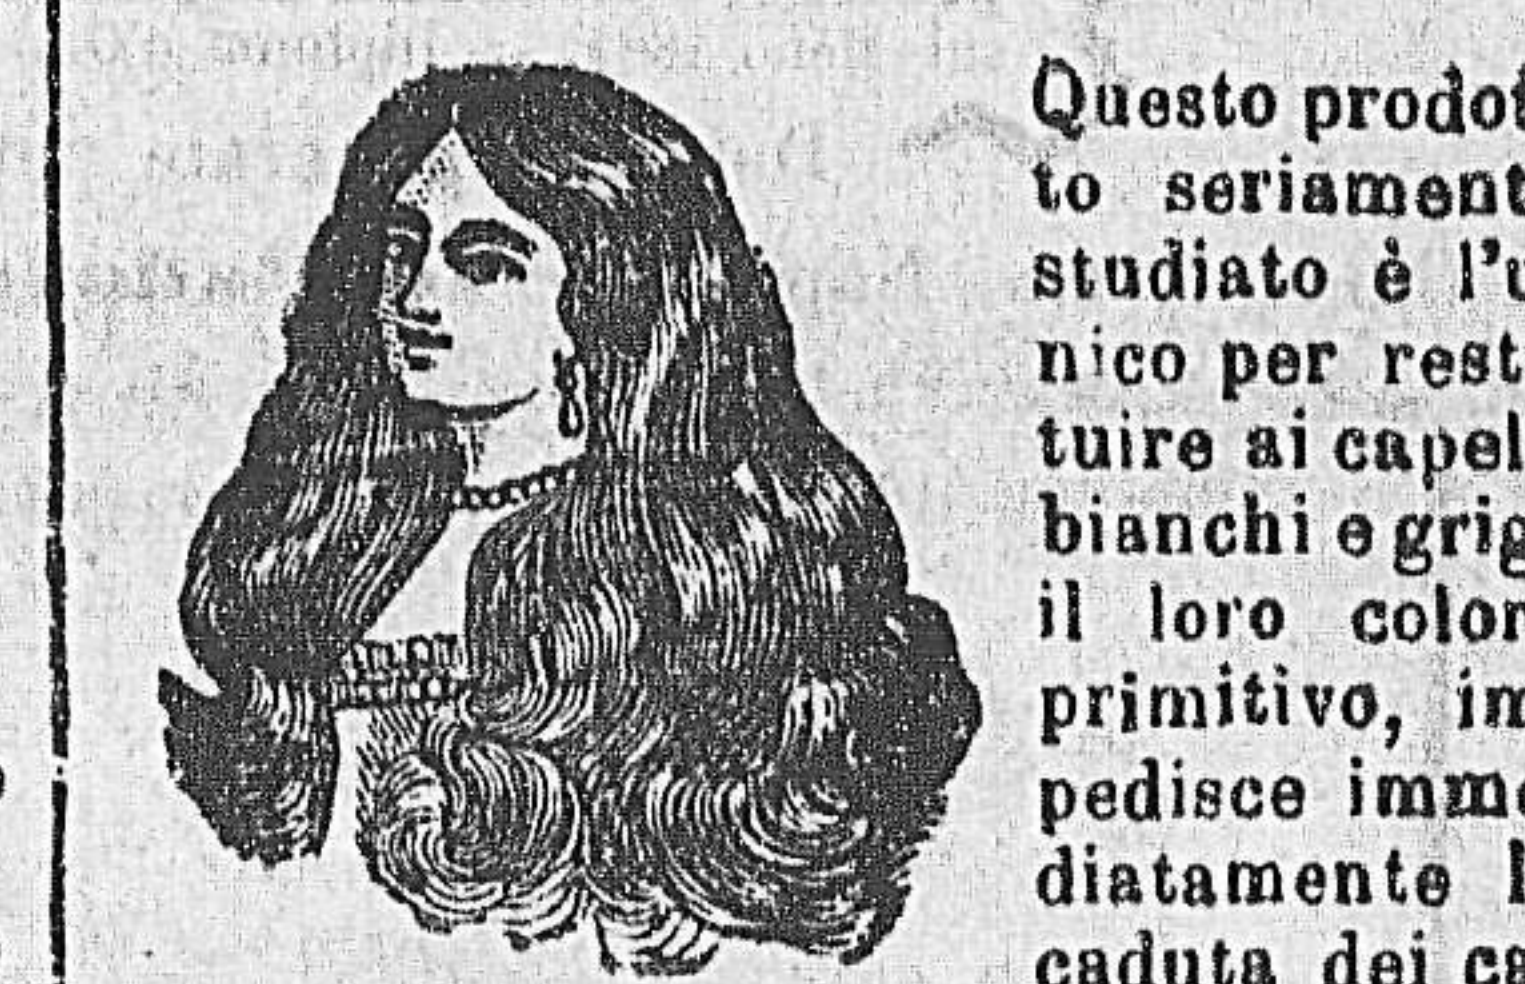 Questo prodot
to seriament
studiato è l'u
nico per rest
tuire ai capel
bianchi e grig
il loro color
primitivo, im
pedisce imme
diatamente l
caduta dei ca